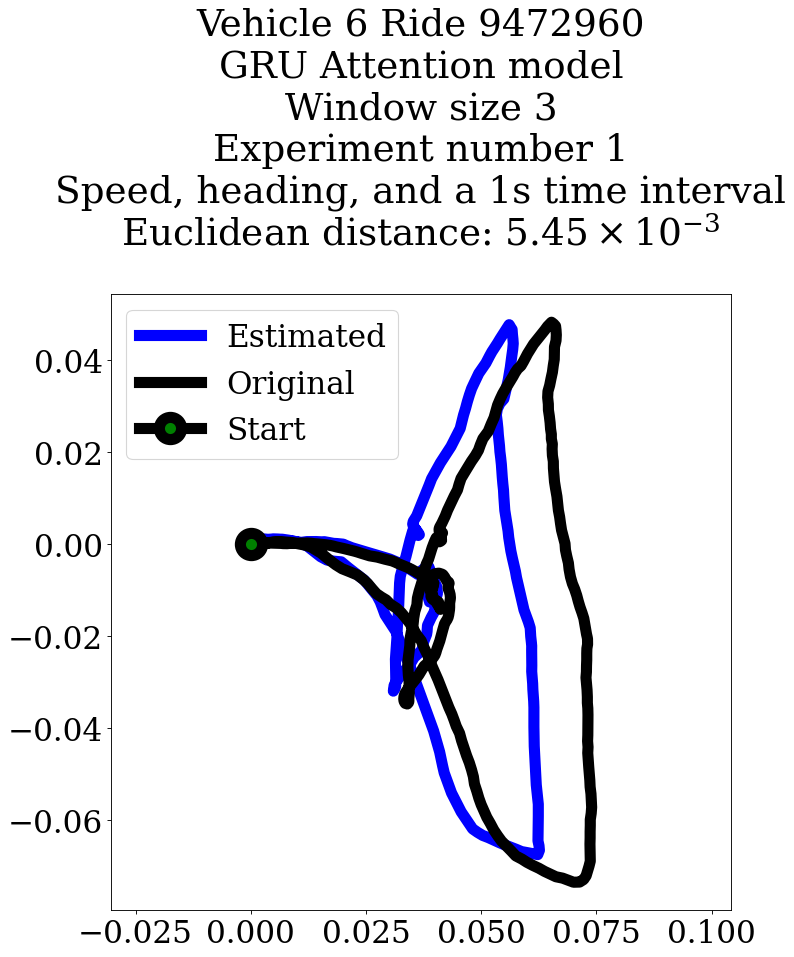 Vehicle 6 Ride 9472960
GRU Attention model
Window size 3
Experiment number 1
Speed, heading, and a 1s time interval
Euclidean distance: 5.45 × 10⁻³
Estimated
Original
Start
0.04
0.02
0.00
−0.02
−0.04
−0.06
−0.025 0.000 0.025 0.050 0.075 0.100